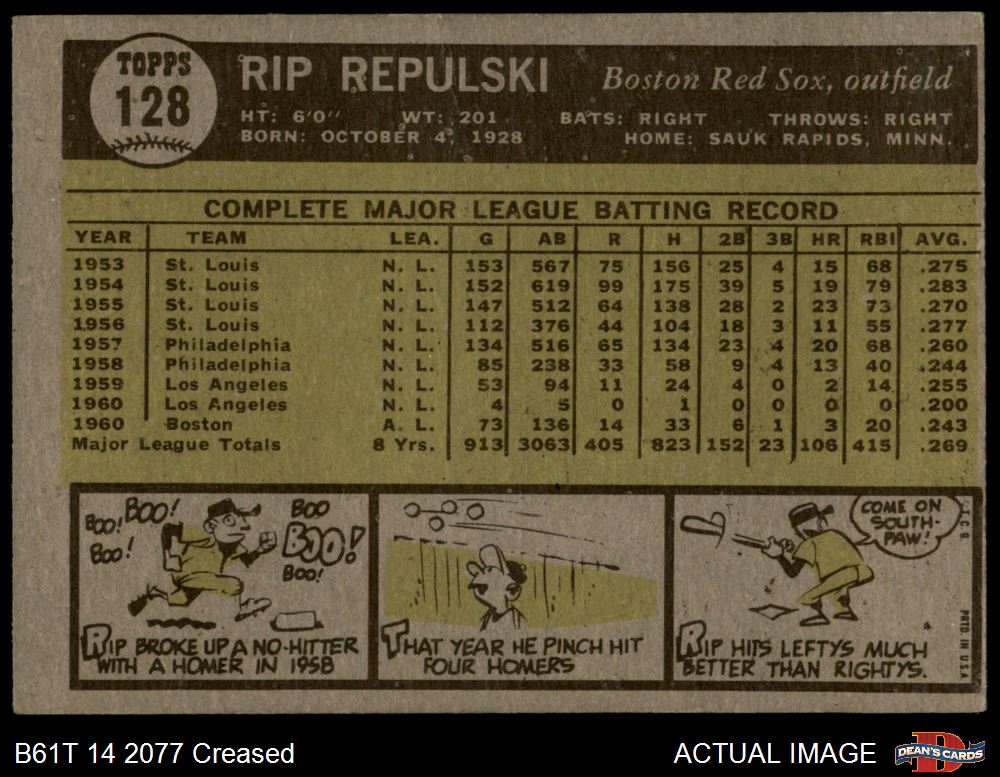 TOPPS
128
RIP REPULSKI Boston Red Sox, outfield
HT: 6'0" WT: 201 BATS: RIGHT THROWS: RIGHT
BORN: OCTOBER 4, 1928 HOME: SAUK RAPIDS, MINN.
COMPLETE MAJOR LEAGUE BATTING RECORD
YEAR TEAM LEA. G AB R H 2B 3B HR RBI AVG.
1953 St. Louis N. L. 153 567 75 156 25 4 15 68 .275
1954 St. Louis N. L. 152 619 99 175 39 5 19 79 .283
1955 St. Louis N. L. 147 512 64 138 28 2 23 73 .270
1956 St. Louis N. L. 112 376 44 104 18 3 11 55 .277
1957 Philadelphia N. L. 134 516 65 134 23 4 20 68 .260
1958 Philadelphia N. L. 85 238 33 58 9 4 13 40 .244
1959 Los Angeles N. L. 53 94 11 24 4 0 2 14 .255
1960 Los Angeles N. L. 4 5 0 1 0 0 0 0 .200
1960 Boston A. L. 73 136 14 33 6 1 3 20 .243
Major League Totals 8 Yrs. 913 3063 405 823 152 23 106 415 .269
BOO! BOO! BOO
BOO! BOO!
BOO!
RIP BROKE UP A NO-HITTER
WITH A HOMER IN 1958
THAT YEAR HE PINCH HIT
FOUR HOMERS
COME ON
SOUTH-
PAW!
RIP HITS LEFTYS MUCH
BETTER THAN RIGHTYS.
T.C.G.
PRTD. IN U.S.A
B61T 14 2077 Creased ACTUAL IMAGE
DEAN'S CARDS